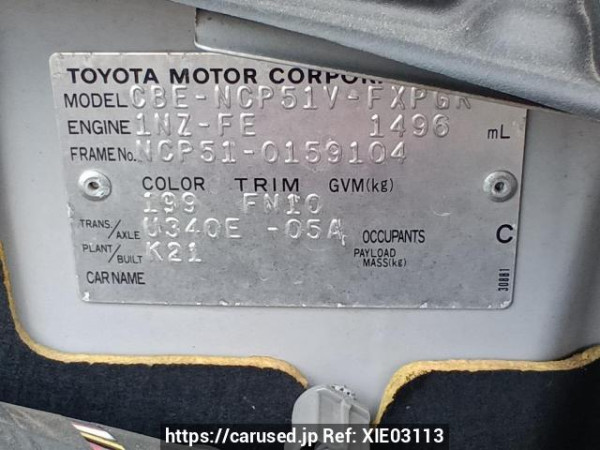 TOYOTA MOTOR CORPOR
MODEL CBE-NCP51V-FXPGK
ENGINE 1NZ-FE 1496 mL
FRAME No. NCP51-0159104
COLOR TRIM GVM(kg)
199 FN10
TRANS./AXLE U340E -05A OCCUPANTS C
PLANT/BUILT K21 PAYLOAD MASS(kg)
CAR NAME
30881
https://carused.jp Ref: XIE03113